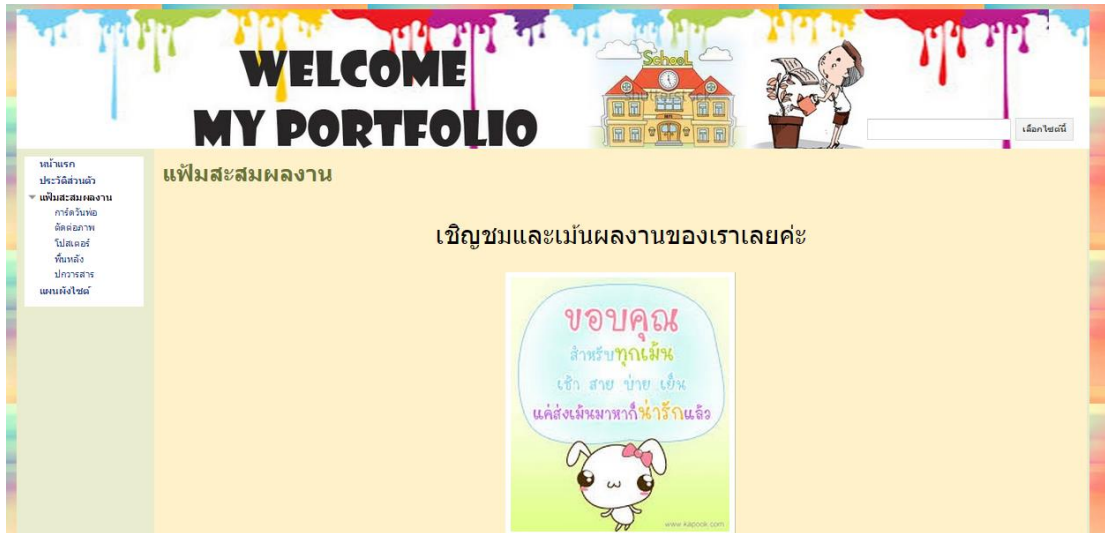 WELCOME
MY PORTFOLIO
School
shutterstock
เลือกไซต์นี้
หน้าแรก
ประวัติส่วนตัว
แฟ้มสะสมผลงาน
การ์ดวันพ่อ
ตัดต่อภาพ
โปสเตอร์
พื้นหลัง
ปกวารสาร
แผนผังไซต์
แฟ้มสะสมผลงาน
เชิญชมและเม้นผลงานของเราเลยค่ะ
ขอบคุณ
สำหรับทุกเม้น
เช้า สาย บ่าย เย็น
แค่ส่งเม้นมาหาก็น่ารักแล้ว
www.kapook.com